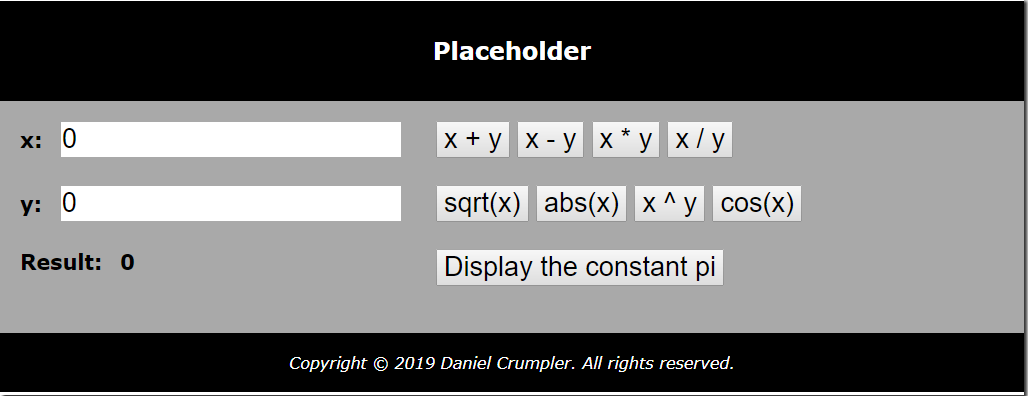 Placeholder
x: 0 x + y x - y x * y x / y
y: 0 sqrt(x) abs(x) x ^ y cos(x)
Result: 0 Display the constant pi
Copyright © 2019 Daniel Crumpler. All rights reserved.